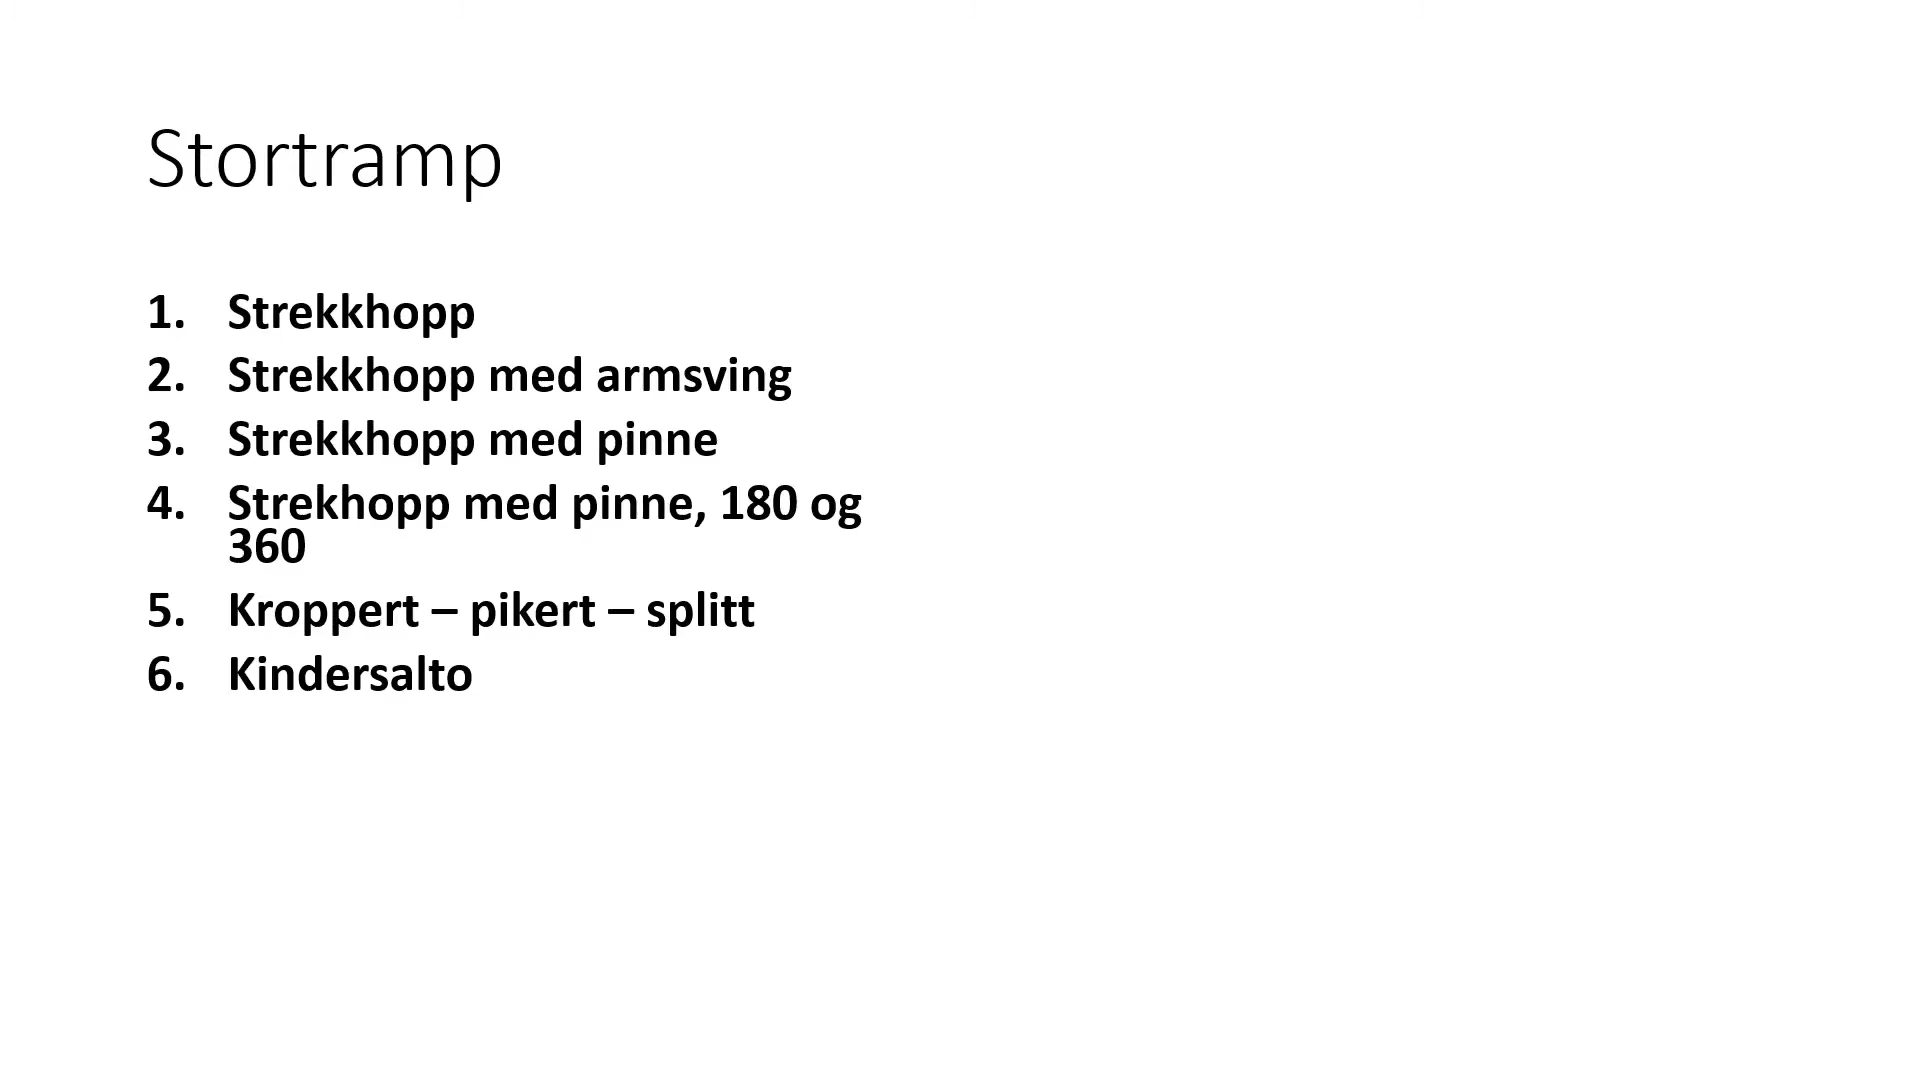 Stortramp
1. Strekkhopp
2. Strekkhopp med armsving
3. Strekkhopp med pinne
4. Strekhopp med pinne, 180 og
360
5. Kroppert – pikert – splitt
6. Kindersalto